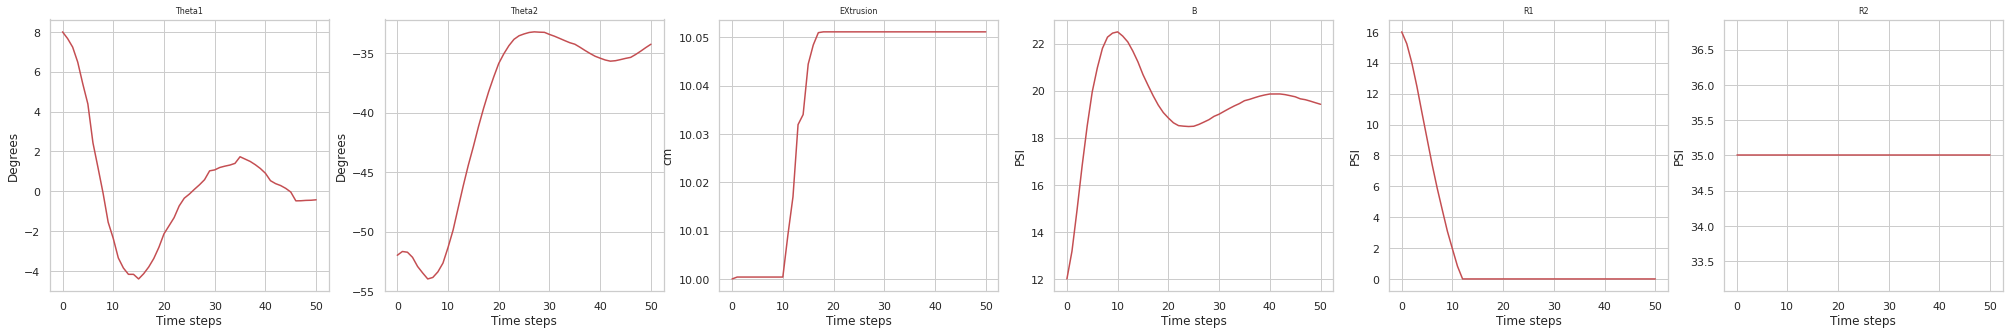 Theta1
8
6
4
2
0
−2
−4
Degrees
0 10 20 30 40 50
Time steps
Theta2
−35
−40
−45
−50
−55
Degrees
0 10 20 30 40 50
Time steps
EXtrusion
10.05
10.04
10.03
10.02
10.01
10.00
cm
0 10 20 30 40 50
Time steps
B
22
20
18
16
14
12
PSI
0 10 20 30 40 50
Time steps
R1
16
14
12
10
8
6
4
2
0
PSI
0 10 20 30 40 50
Time steps
R2
36.5
36.0
35.5
35.0
34.5
34.0
33.5
PSI
0 10 20 30 40 50
Time steps